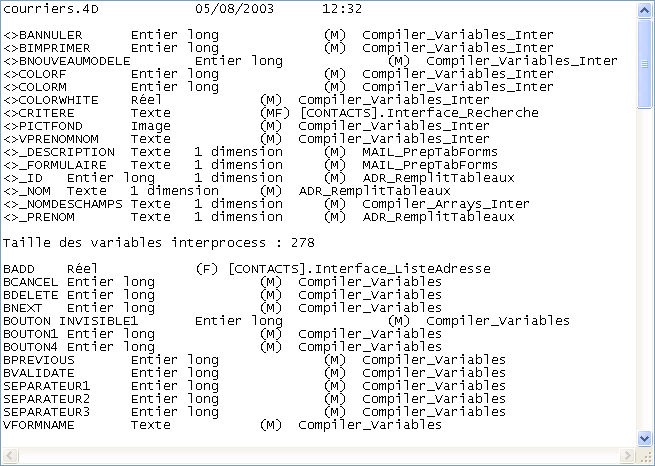 courriers.4D 05/08/2003 12:32
<>BANNULER Entier long (M) Compiler_Variables_Inter
<>BIMPRIMER Entier long (M) Compiler_Variables_Inter
<>BNOUVEAUMODELE Entier long (M) Compiler_Variables_Inter
<>COLORF Entier long (M) Compiler_Variables_Inter
<>COLORM Entier long (M) Compiler_Variables_Inter
<>COLORWHITE Réel (M) Compiler_Variables_Inter
<>CRITERE Texte (MF) [CONTACTS].Interface_Recherche
<>PICTFOND Image (M) Compiler_Variables_Inter
<>VPRENOMNOM Texte (M) Compiler_Variables_Inter
<>_DESCRIPTION Texte 1 dimension (M) MAIL_PrepTabForms
<>_FORMULAIRE Texte 1 dimension (M) MAIL_PrepTabForms
<>_ID Entier long 1 dimension (M) ADR_RemplitTableaux
<>_NOM Texte 1 dimension (M) ADR_RemplitTableaux
<>_NOMDESCHAMPS Texte 1 dimension (M) Compiler_Arrays_Inter
<>_PRENOM Texte 1 dimension (M) ADR_RemplitTableaux
Taille des variables interprocess : 278
BADD Réel (F) [CONTACTS].Interface_ListeAdresse
BCANCEL Entier long (M) Compiler_Variables
BDELETE Entier long (M) Compiler_Variables
BNEXT Entier long (M) Compiler_Variables
BOUTON INVISIBLE1 Entier long (M) Compiler_Variables
BOUTON1 Entier long (M) Compiler_Variables
BOUTON4 Entier long (M) Compiler_Variables
BPREVIOUS Entier long (M) Compiler_Variables
BVALIDATE Entier long (M) Compiler_Variables
SEPARATEUR1 Entier long (M) Compiler_Variables
SEPARATEUR2 Entier long (M) Compiler_Variables
SEPARATEUR3 Entier long (M) Compiler_Variables
VFORMNAME Texte (M) Compiler_Variables